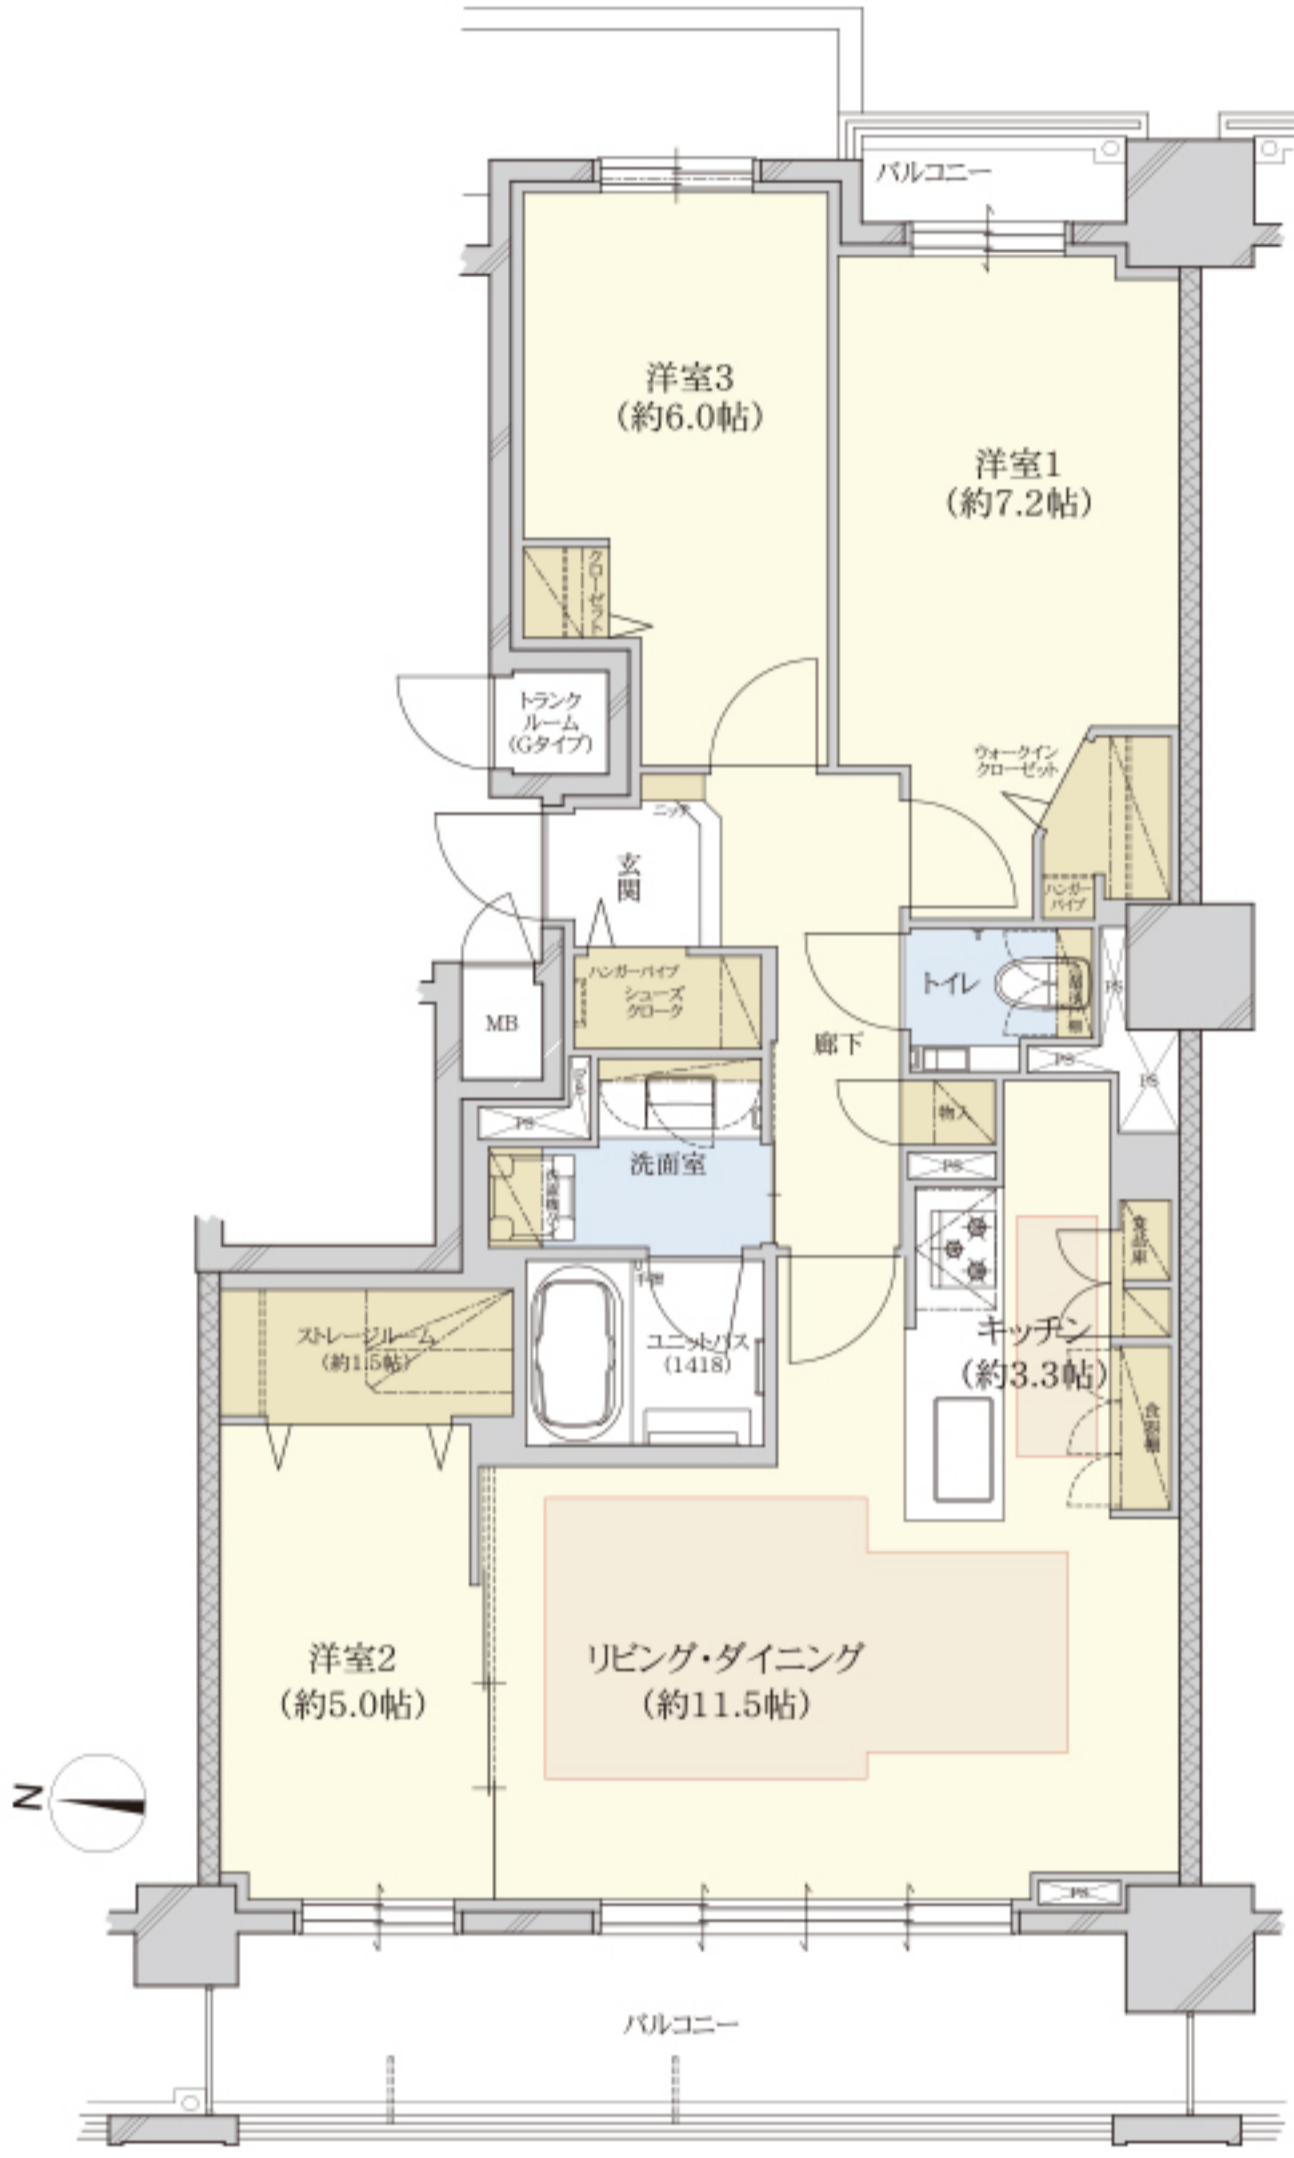 バルコニー
洋室3
(約6.0帖)
洋室1
(約7.2帖)
クローゼット
トランク
ルーム
(Gタイプ)
ウォークイン
クローゼット
ニッチ
玄関
ハンガー
パイプ
ハンガーパイプ
シューズ
クローク
トイレ
PS
MB
廊下
PS
PS
物入
PS
洗面室
PS
食品庫
ストレージルーム
(約1.5帖)
ユニットバス
(1418)
キッチン
(約3.3帖)
食器棚
洋室2
(約5.0帖)
リビング・ダイニング
(約11.5帖)
N
PS
バルコニー